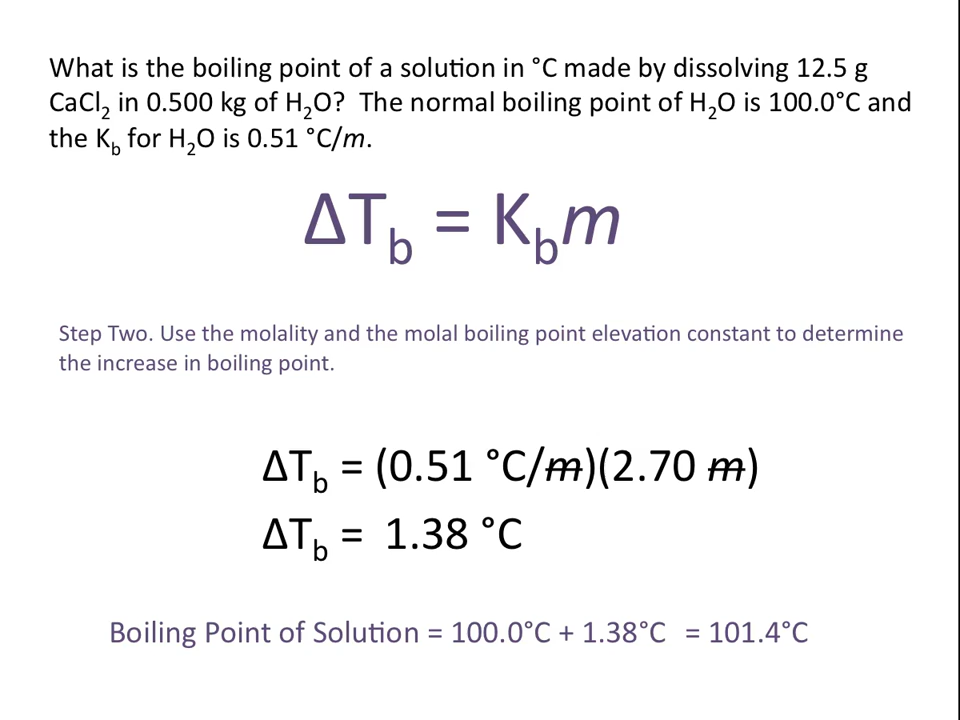 What is the boiling point of a solution in °C made by dissolving 12.5 g
CaCl₂ in 0.500 kg of H₂O?  The normal boiling point of H₂O is 100.0°C and
the K_b for H₂O is 0.51 °C/m.
ΔT_b = K_bm
Step Two. Use the molality and the molal boiling point elevation constant to determine
the increase in boiling point.
ΔT_b = (0.51 °C/m)(2.70 m)
ΔT_b =  1.38 °C
Boiling Point of Solution = 100.0°C + 1.38°C  = 101.4°C